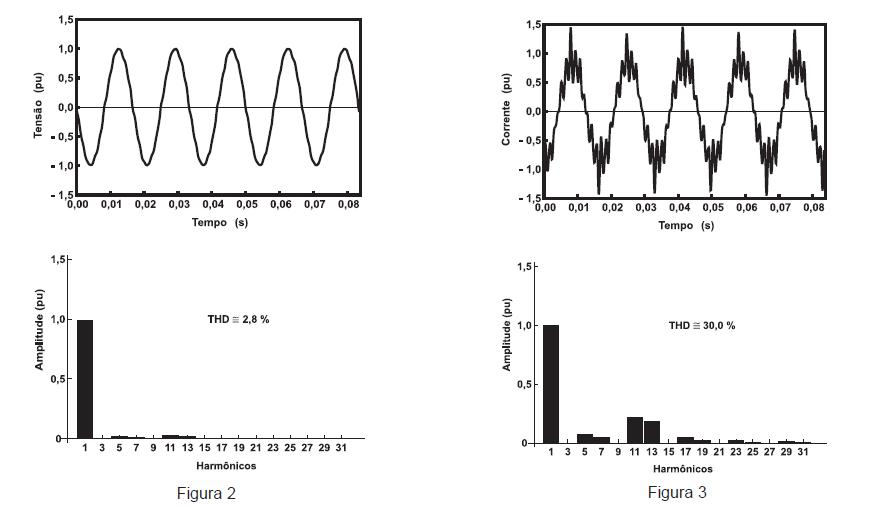 1,5
1,0
0,5
0,0
- 0,5
- 1,0
- 1,5
Tensão (pu)
0,00 0,01 0,02 0,03 0,04 0,05 0,06 0,07 0,08
Tempo (s)
1,5
1,0
0,5
0,0
- 0,5
- 1,0
- 1,5
Corrente (pu)
0,00 0,01 0,02 0,03 0,04 0,05 0,06 0,07 0,08
Tempo (s)
1,5
1,0
0,5
0
Amplitude (pu)
THD ≅ 2,8 %
1 3 5 7 9 11 13 15 17 19 21 23 25 27 29 31
Harmônicos
Figura 2
1,5
1,0
0,5
0
Amplitude (pu)
THD ≅ 30,0 %
1 3 5 7 9 11 13 15 17 19 21 23 25 27 29 31
Harmônicos
Figura 3